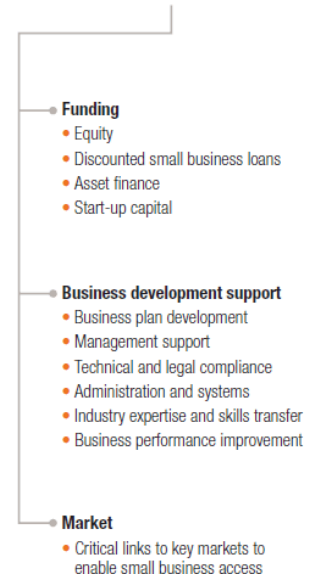 Funding
• Equity
• Discounted small business loans
• Asset finance
• Start-up capital
Business development support
• Business plan development
• Management support
• Technical and legal compliance
• Administration and systems
• Industry expertise and skills transfer
• Business performance improvement
Market
• Critical links to key markets to
enable small business access